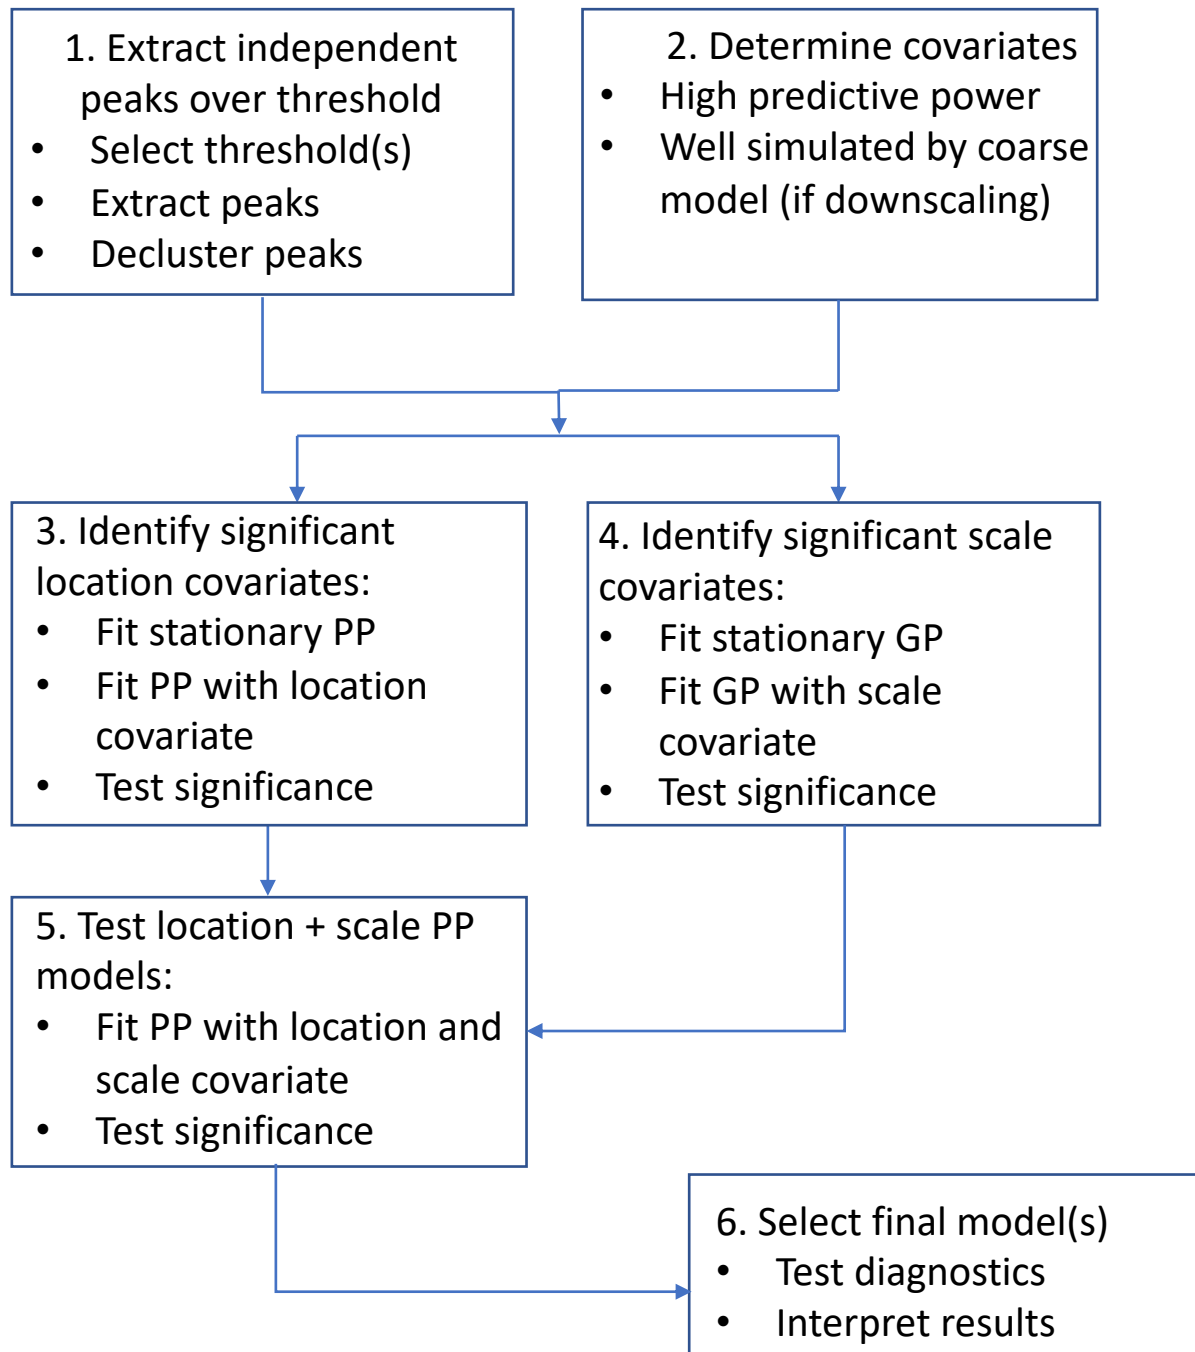 1. Extract independent
peaks over threshold
• Select threshold(s)
• Extract peaks
• Decluster peaks
2. Determine covariates
• High predictive power
• Well simulated by coarse
model (if downscaling)
3. Identify significant
location covariates:
• Fit stationary PP
• Fit PP with location
covariate
• Test significance
4. Identify significant scale
covariates:
• Fit stationary GP
• Fit GP with scale
covariate
• Test significance
5. Test location + scale PP
models:
• Fit PP with location and
scale covariate
• Test significance
6. Select final model(s)
• Test diagnostics
• Interpret results